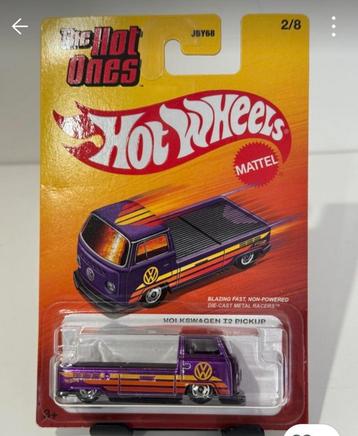 The Hot Ones
JBY68
2/8
Hot Wheels
MATTEL
BLAZING FAST, NON-POWERED
DIE-CAST METAL RACERS™
VOLKSWAGEN T2 PICKUP
3+